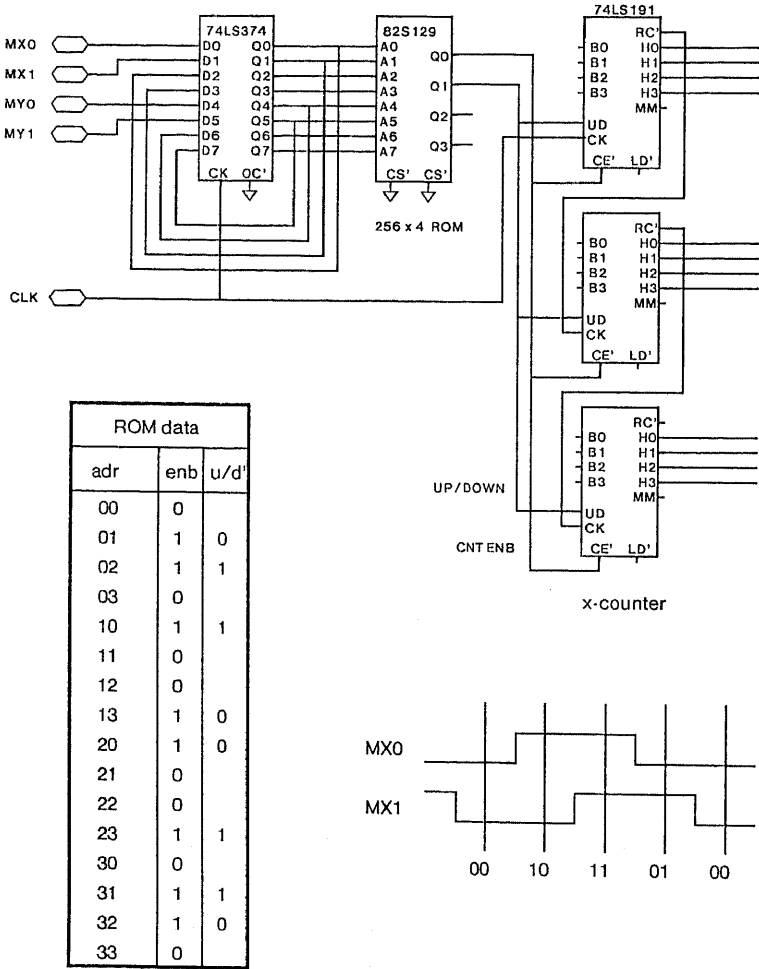 74LS374
82S129
74LS191
MX0
MX1
MY0
MY1
CLK
D0 Q0
D1 Q1
D2 Q2
D3 Q3
D4 Q4
D5 Q5
D6 Q6
D7 Q7
CK OC'
A0 Q0
A1
A2 Q1
A3
A4 Q2
A5
A6 Q3
A7
CS' CS'
256 x 4 ROM
RC'
B0 H0
B1 H1
B2 H2
B3 H3
MM
UD
CK
CE' LD'
RC'
B0 H0
B1 H1
B2 H2
B3 H3
MM
UD
CK
CE' LD'
RC'
B0 H0
B1 H1
B2 H2
B3 H3
MM
UD
CK
CE' LD'
UP/DOWN
CNT ENB
x-counter
ROM data
adr enb u/d'
00 0
01 1 0
02 1 1
03 0
10 1 1
11 0
12 0
13 1 0
20 1 0
21 0
22 0
23 1 1
30 0
31 1 1
32 1 0
33 0
MX0
MX1
00 10 11 01 00